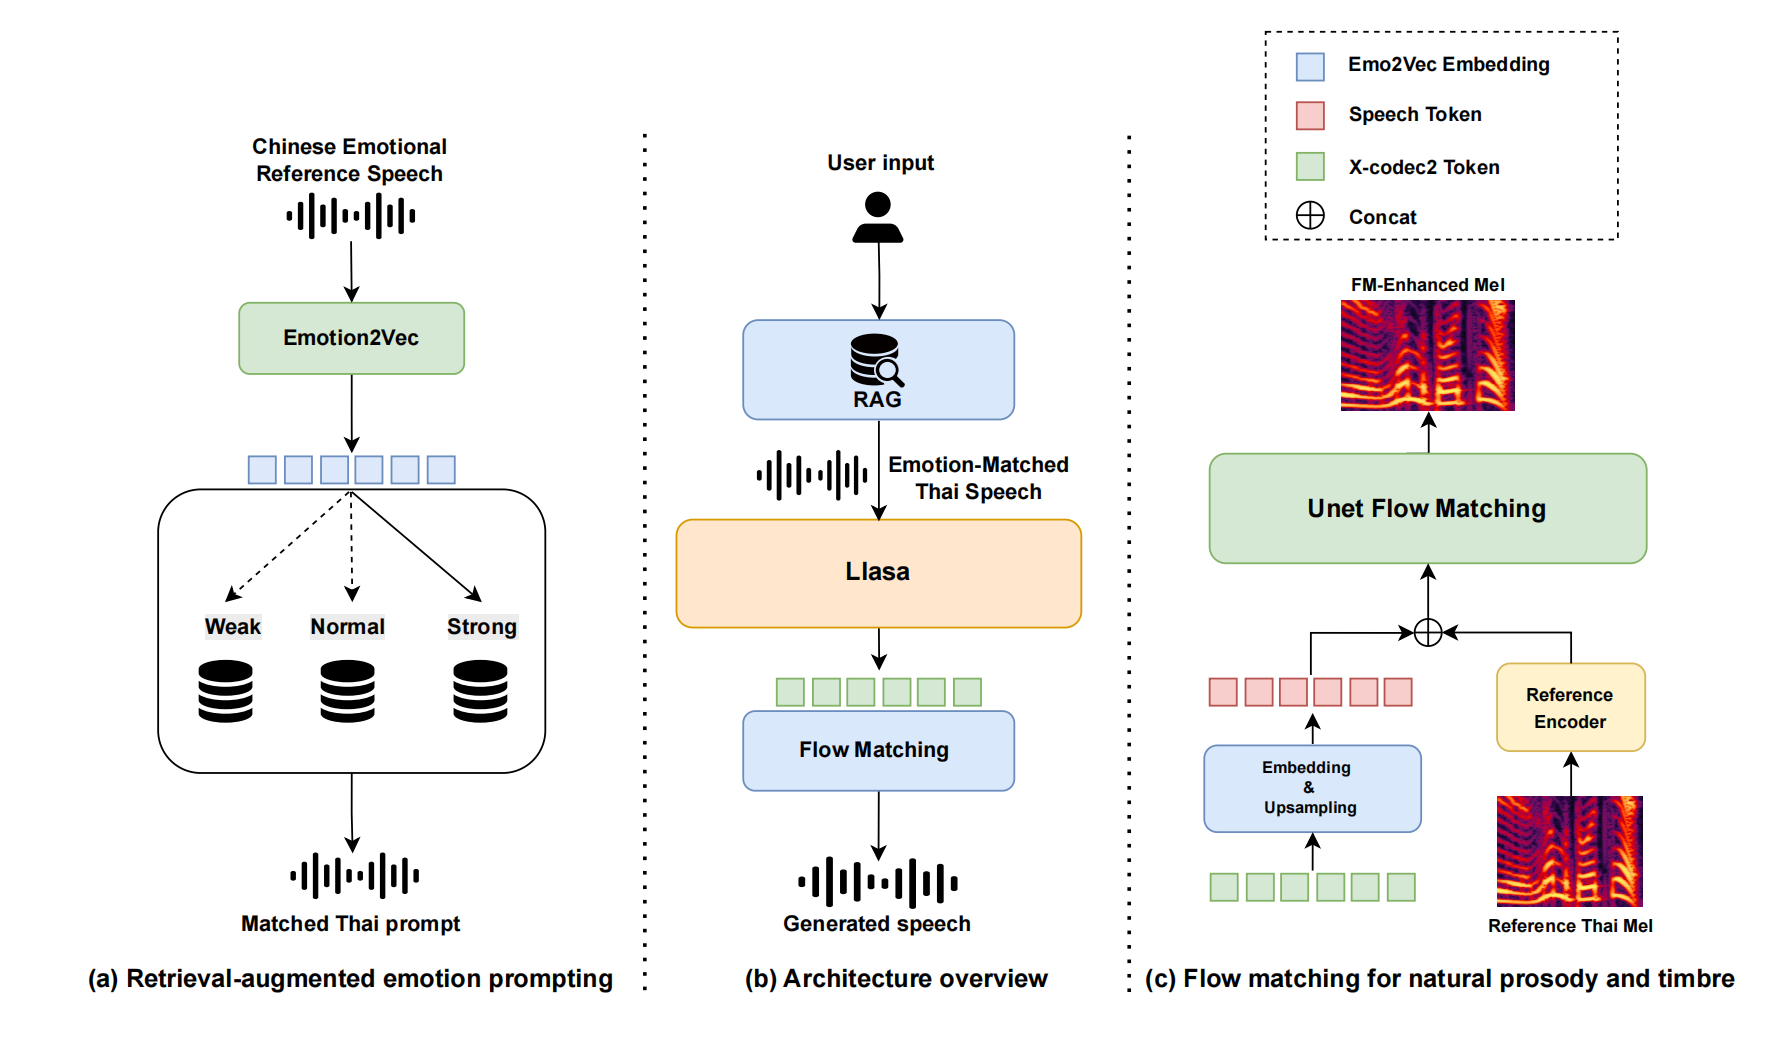 Chinese Emotional
Reference Speech
Emotion2Vec
Weak
Normal
Strong
Matched Thai prompt
(a) Retrieval-augmented emotion prompting
User input
RAG
Emotion-Matched
Thai Speech
Llasa
Flow Matching
Generated speech
(b) Architecture overview
Emo2Vec Embedding
Speech Token
X-codec2 Token
Concat
FM-Enhanced Mel
Unet Flow Matching
Reference
Encoder
Embedding
&
Upsampling
Reference Thai Mel
(c) Flow matching for natural prosody and timbre